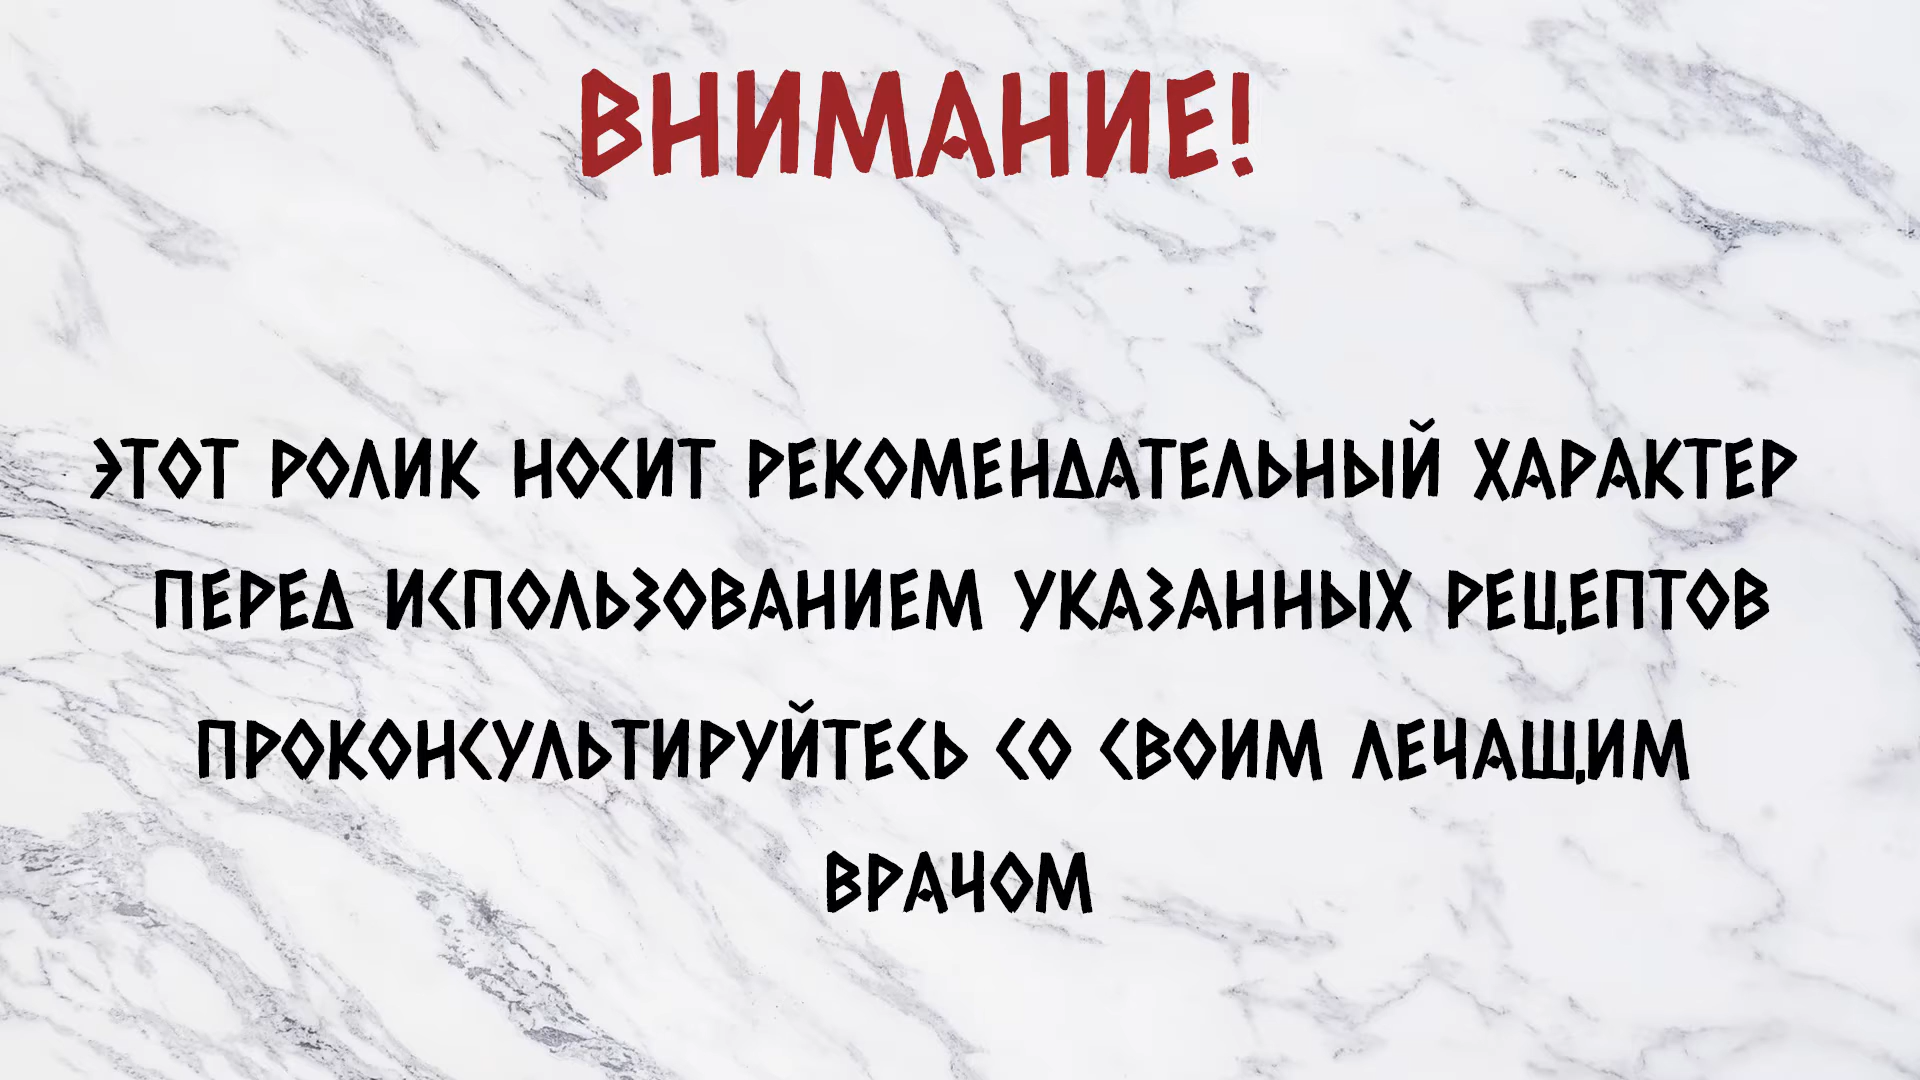 ВНИМАНИЕ!
ЭТОТ РОЛИК НОСИТ РЕКОМЕНДАТЕЛЬНЫЙ ХАРАКТЕР
ПЕРЕД ИСПОЛЬЗОВАНИЕМ УКАЗАННЫХ РЕЦЕПТОВ
ПРОКОНСУЛЬТИРУЙТЕСЬ СО СВОИМ ЛЕЧАЩИМ
ВРАЧОМ